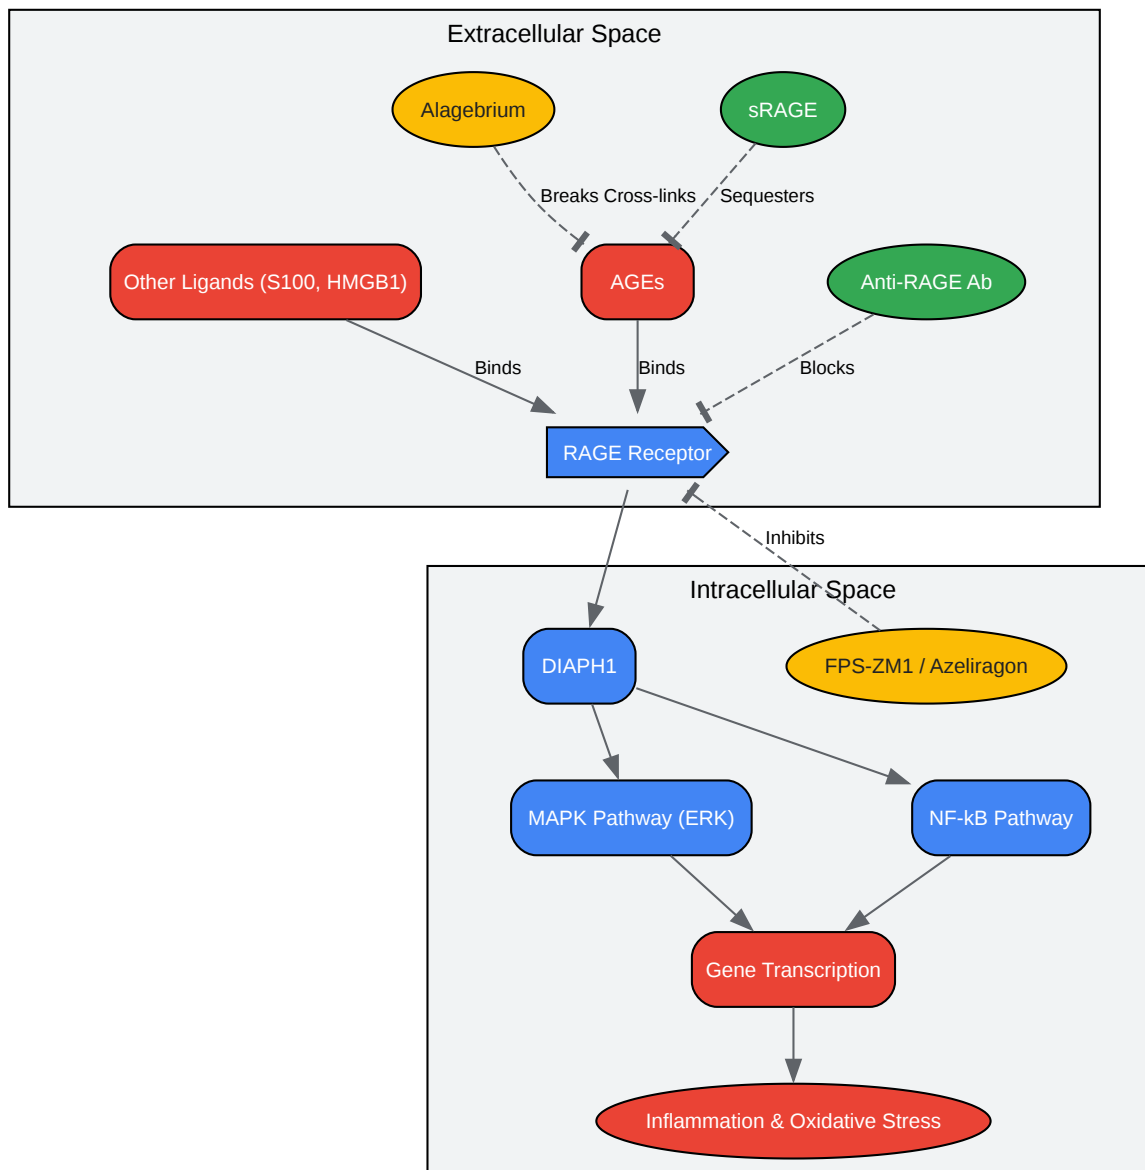 Extracellular Space
Alagebrium
sRAGE
Breaks Cross-links
Sequesters
Other Ligands (S100, HMGB1)
AGEs
Anti-RAGE Ab
Binds
Binds
Blocks
RAGE Receptor
Inhibits
Intracellular Space
DIAPH1
FPS-ZM1 / Azeliragon
MAPK Pathway (ERK)
NF-kB Pathway
Gene Transcription
Inflammation & Oxidative Stress